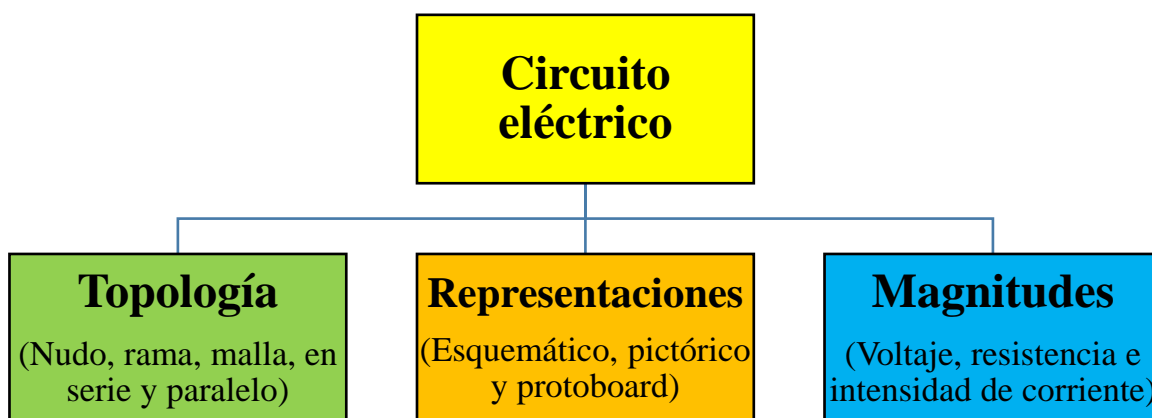 Circuito
eléctrico
Topología
(Nudo, rama, malla, en
serie y paralelo)
Representaciones
(Esquemático, pictórico
y protoboard)
Magnitudes
(Voltaje, resistencia e
intensidad de corriente)